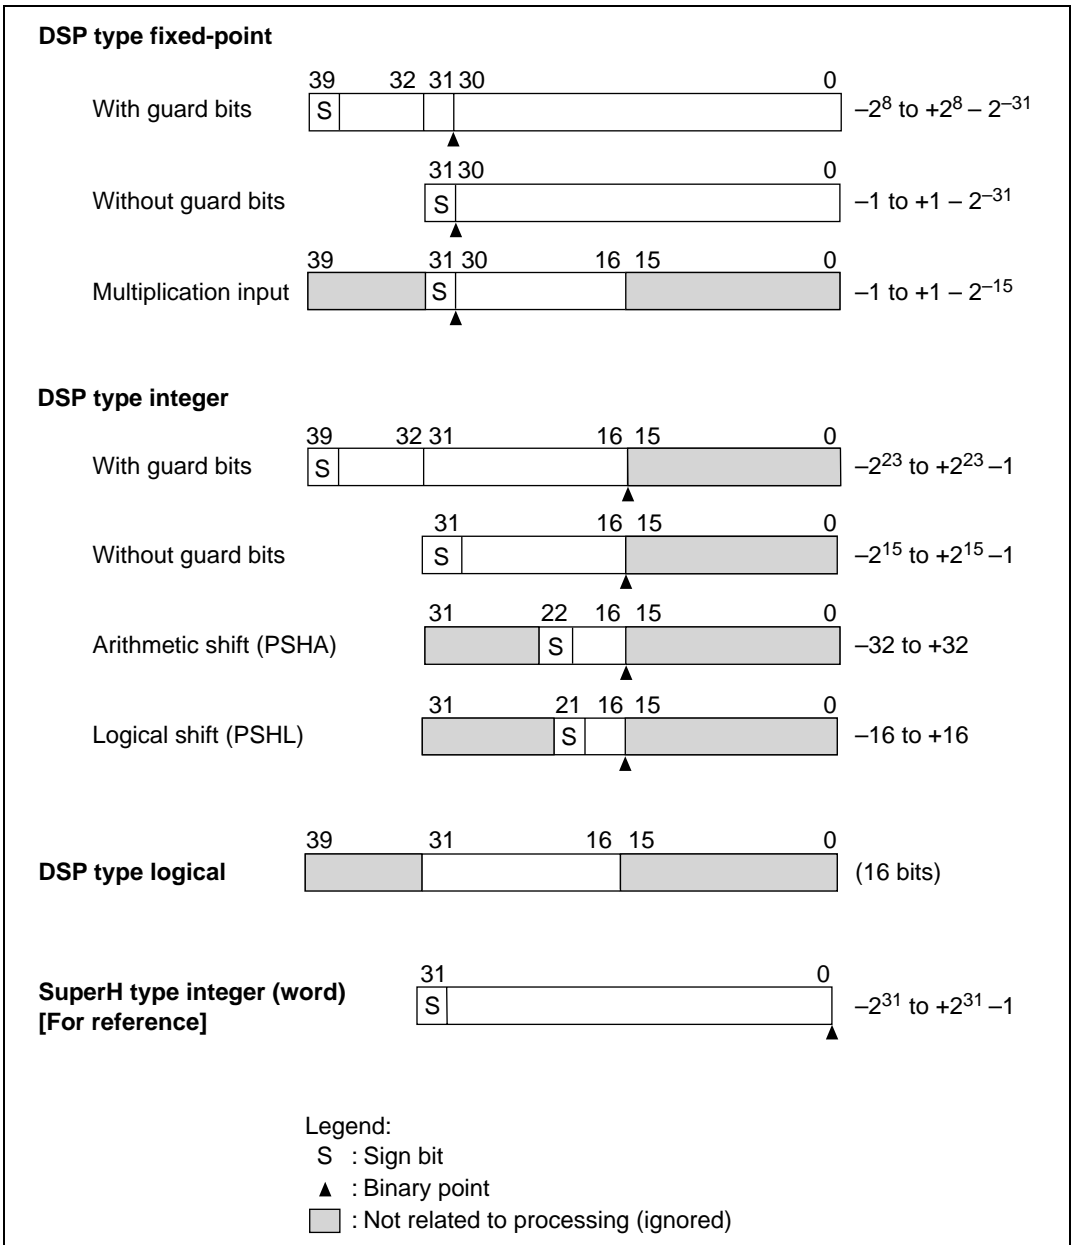 DSP type fixed-point
39 32 31 30 0
With guard bits S –2^8 to +2^8 – 2^–31
31 30 0
Without guard bits S –1 to +1 – 2^–31
39 31 30 16 15 0
Multiplication input S –1 to +1 – 2^–15
DSP type integer
39 32 31 16 15 0
With guard bits S –2^23 to +2^23 –1
31 16 15 0
Without guard bits S –2^15 to +2^15 –1
31 22 16 15 0
Arithmetic shift (PSHA) S –32 to +32
31 21 16 15 0
Logical shift (PSHL) S –16 to +16
39 31 16 15 0
DSP type logical (16 bits)
31 0
SuperH type integer (word) S –2^31 to +2^31 –1
[For reference]
Legend:
S : Sign bit
▲ : Binary point
: Not related to processing (ignored)